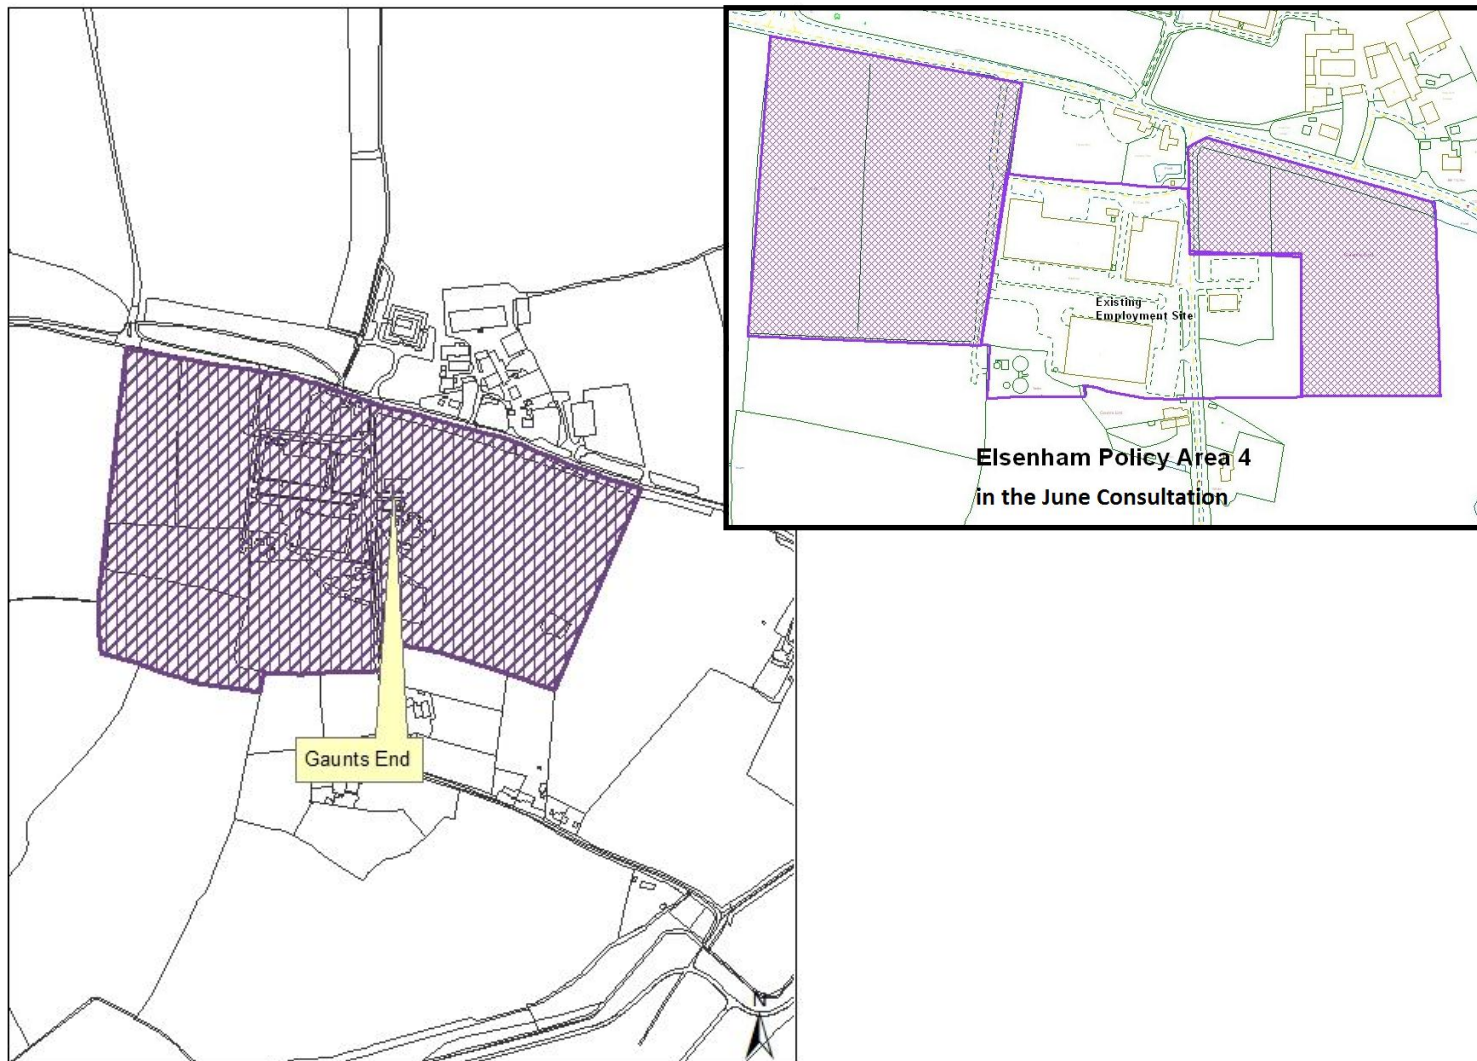 Existing
Employment Site
Elsenham Policy Area 4
in the June Consultation
Gaunts End
N